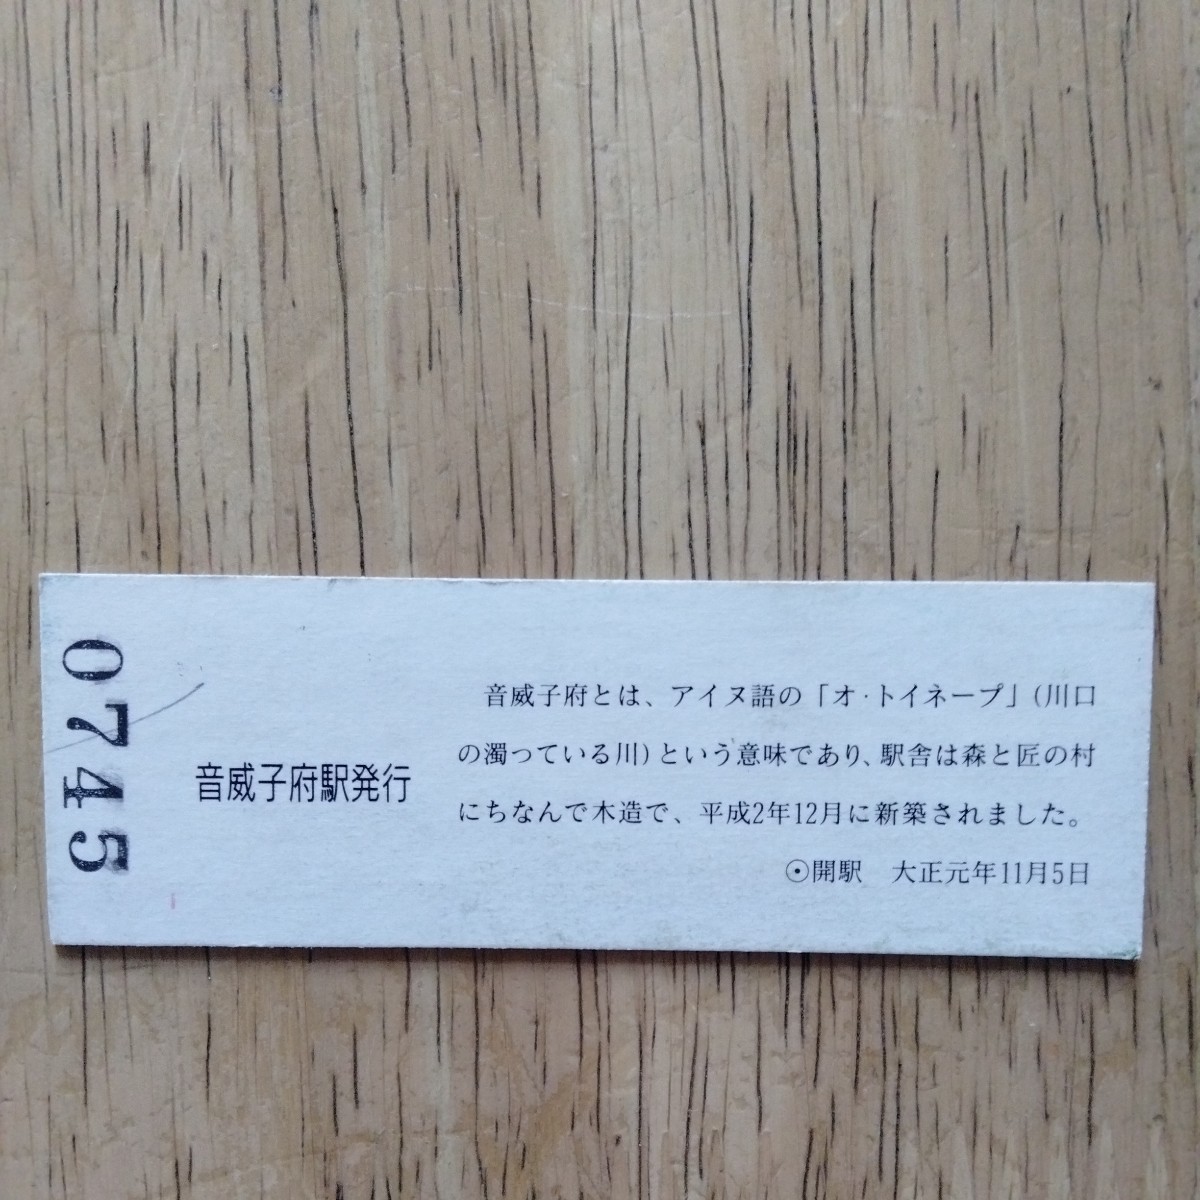 0745
音威子府駅発行
音威子府とは、アイヌ語の「オ・トイネープ」(川口
の濁っている川)という意味であり、駅舎は森と匠の村
にちなんで木造で、平成2年12月に新築されました。
⊙開駅　大正元年11月5日